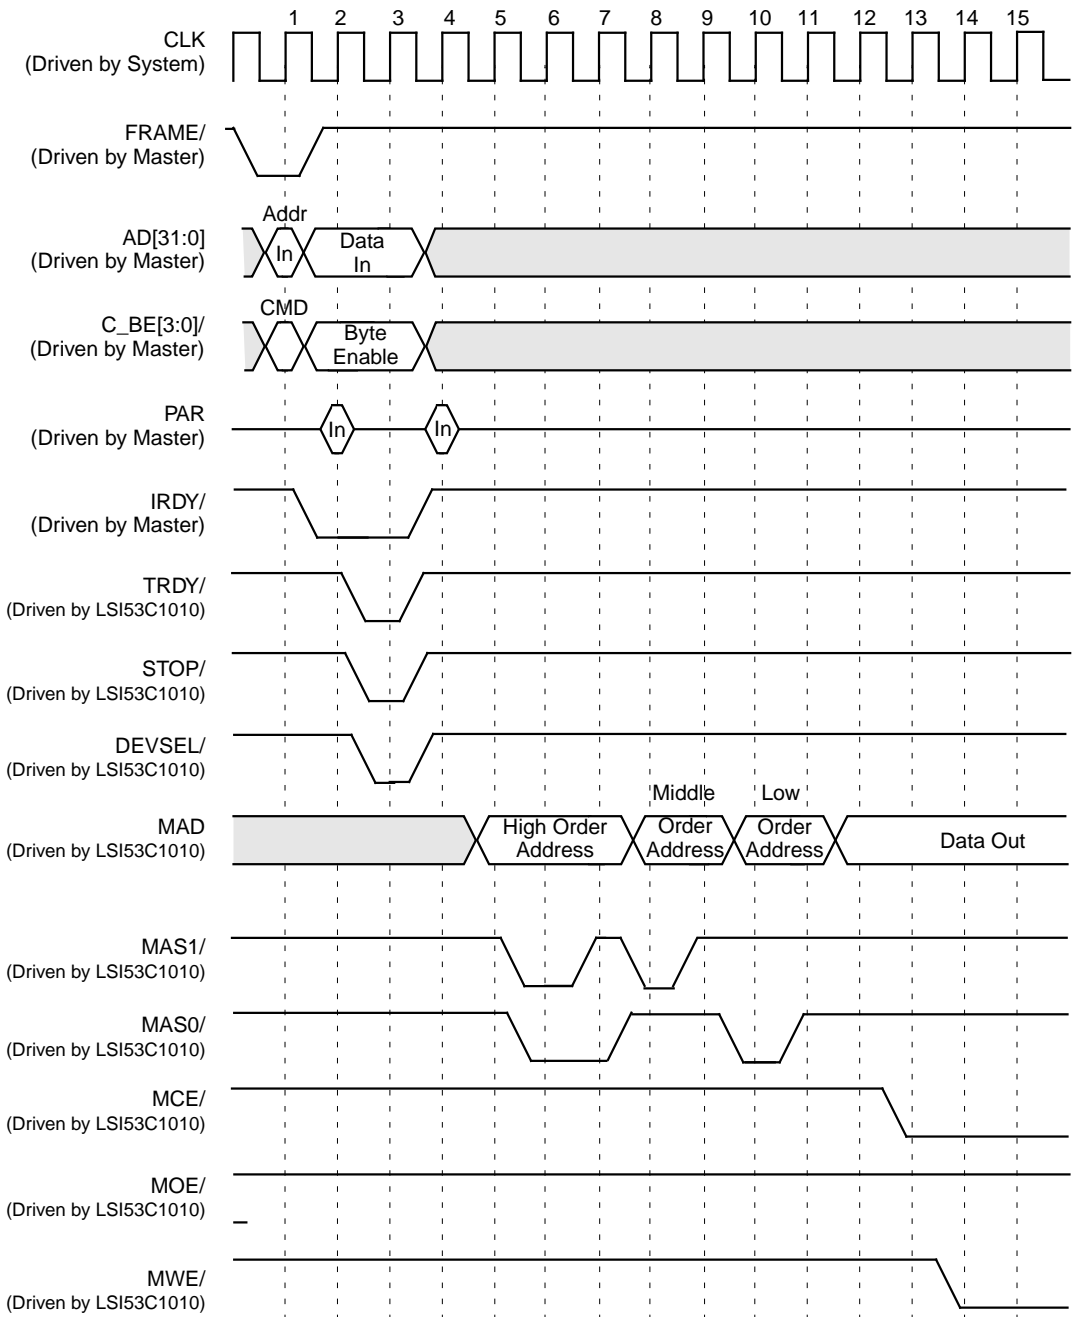 1 2 3 4 5 6 7 8 9 10 11 12 13 14 15
CLK
(Driven by System)
FRAME/
(Driven by Master)
Addr
AD[31:0]
(Driven by Master)
In
Data
In
CMD
C_BE[3:0]/
(Driven by Master)
Byte
Enable
PAR
(Driven by Master)
In
In
IRDY/
(Driven by Master)
TRDY/
(Driven by LSI53C1010)
STOP/
(Driven by LSI53C1010)
DEVSEL/
(Driven by LSI53C1010)
MAD
(Driven by LSI53C1010)
High Order
Address
Middle
Order
Address
Low
Order
Address
Data Out
MAS1/
(Driven by LSI53C1010)
MAS0/
(Driven by LSI53C1010)
MCE/
(Driven by LSI53C1010)
MOE/
(Driven by LSI53C1010)
MWE/
(Driven by LSI53C1010)